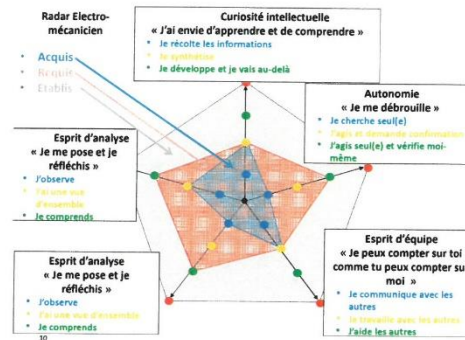 Radar Electro-
mécanicien
• Acquis
• Requis
• Etablis
Curiosité intellectuelle
« J'ai envie d'apprendre et de comprendre »
• Je récolte les informations
• Je synthétise
• Je développe et je vais au-delà
Autonomie
« Je me débrouille »
• Je cherche seul(e)
• J'agis et demande confirmation
• J'agis seul(e) et vérifie moi-
même
Esprit d'analyse
« Je me pose et je
réfléchis »
• J'observe
• J'ai une vue
d'ensemble
• Je comprends
Esprit d'équipe
« Je peux compter sur toi
comme tu peux compter sur
moi »
• Je communique avec les
autres
• Je travaille avec les autres
• J'aide les autres
Esprit d'analyse
« Je me pose et je
réfléchis »
• J'observe
• J'ai une vue d'ensemble
• Je comprends
10